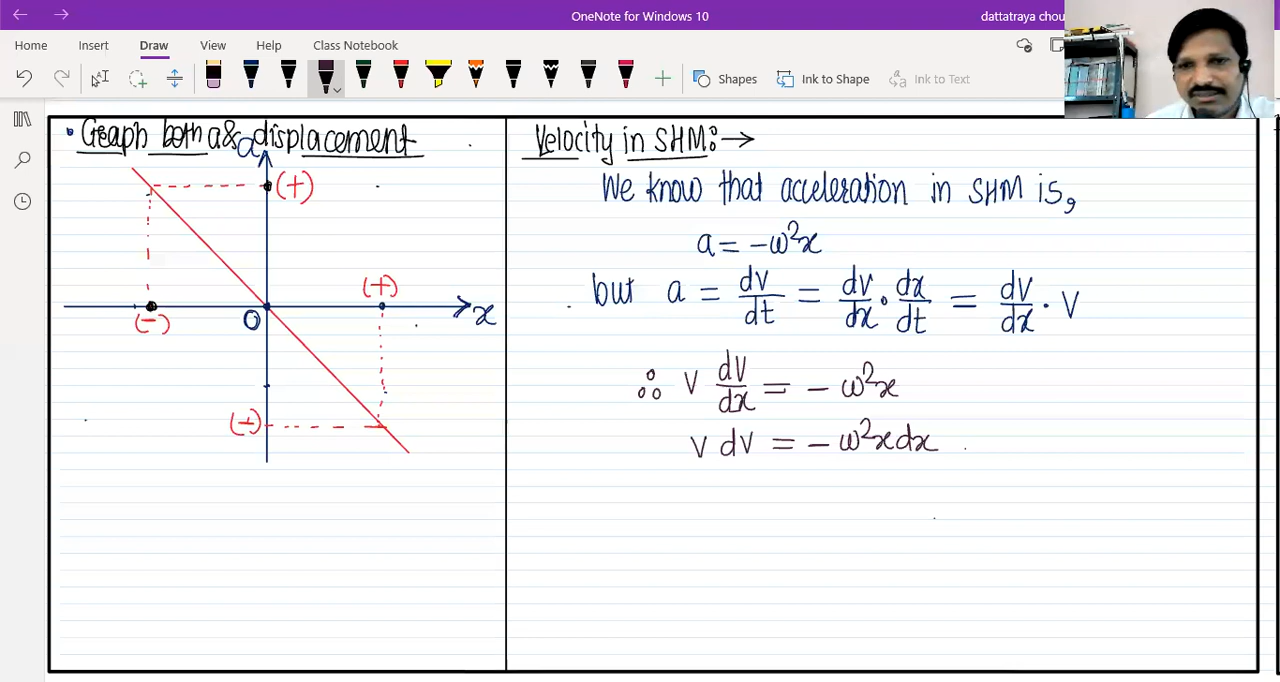 OneNote for Windows 10
dattatraya chou
Home Insert Draw View Help Class Notebook
Shapes Ink to Shape Ink to Text
Graph both a & displacement
a
(+)
(+)
(-)
O
x
(+)
Velocity in SHM:→
We know that acceleration in SHM is,
a = -ω²x
but a = dv/dt = dv/dx · dx/dt = dv/dx · v
∴ v dv/dx = - ω²x
v dv = - ω²x dx